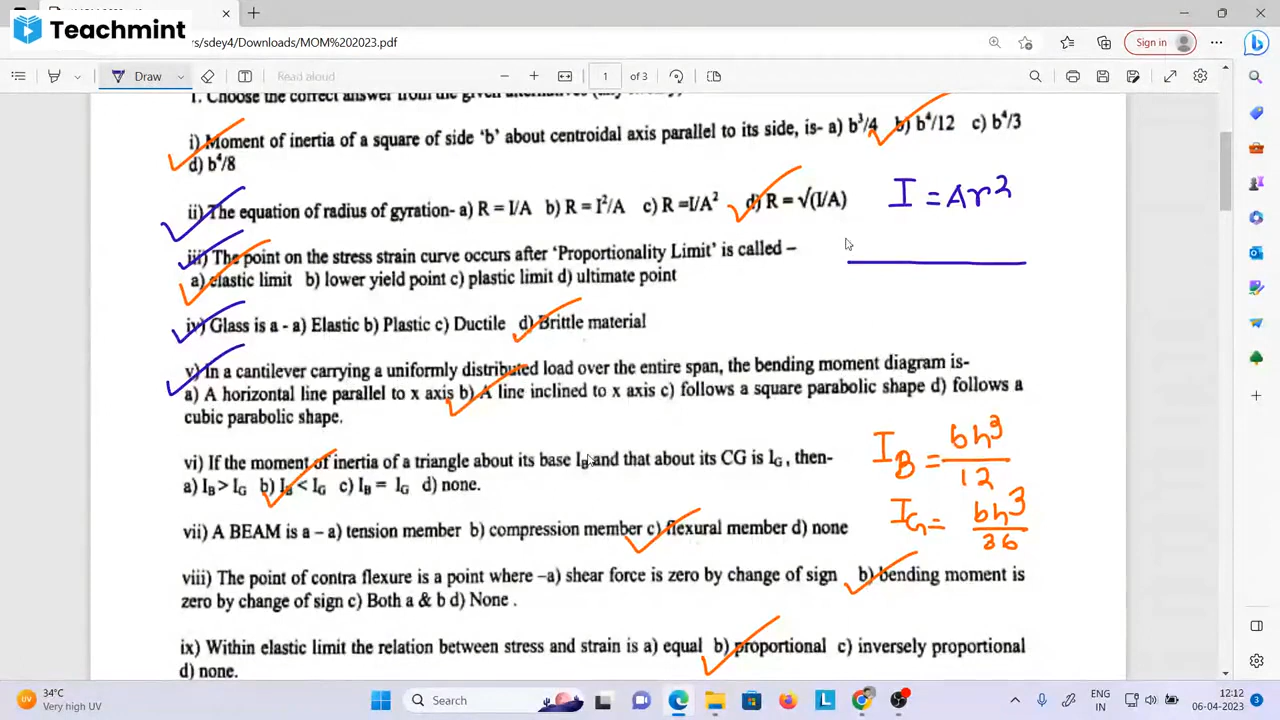 Teachmint
s/sdey4/Downloads/MOM%202023.pdf
Sign in
Draw
Read aloud
1
of 3
1. Choose the correct answer from the given alternatives
i) Moment of inertia of a square of side 'b' about centroidal axis parallel to its side, is- a) b³/4 b) b⁴/12 c) b⁴/3
d) b⁴/8
I = Ar²
ii) The equation of radius of gyration- a) R = I/A b) R = I²/A c) R =I/A² d) R = √(I/A)
iii) The point on the stress strain curve occurs after 'Proportionality Limit' is called –
a) elastic limit b) lower yield point c) plastic limit d) ultimate point
iv) Glass is a - a) Elastic b) Plastic c) Ductile d) Brittle material
v) In a cantilever carrying a uniformly distributed load over the entire span, the bending moment diagram is-
a) A horizontal line parallel to x axis b) A line inclined to x axis c) follows a square parabolic shape d) follows a
cubic parabolic shape.
I_B = bh³/12
vi) If the moment of inertia of a triangle about its base I_B and that about its CG is I_G , then-
a) I_B > I_G b) I_B < I_G c) I_B = I_G d) none.
I_G = bh³/36
vii) A BEAM is a – a) tension member b) compression member c) flexural member d) none
viii) The point of contra flexure is a point where –a) shear force is zero by change of sign b) bending moment is
zero by change of sign c) Both a & b d) None .
ix) Within elastic limit the relation between stress and strain is a) equal b) proportional c) inversely proportional
d) none.
34°C
Very high UV
Search
ENG
IN
12:12
06-04-2023